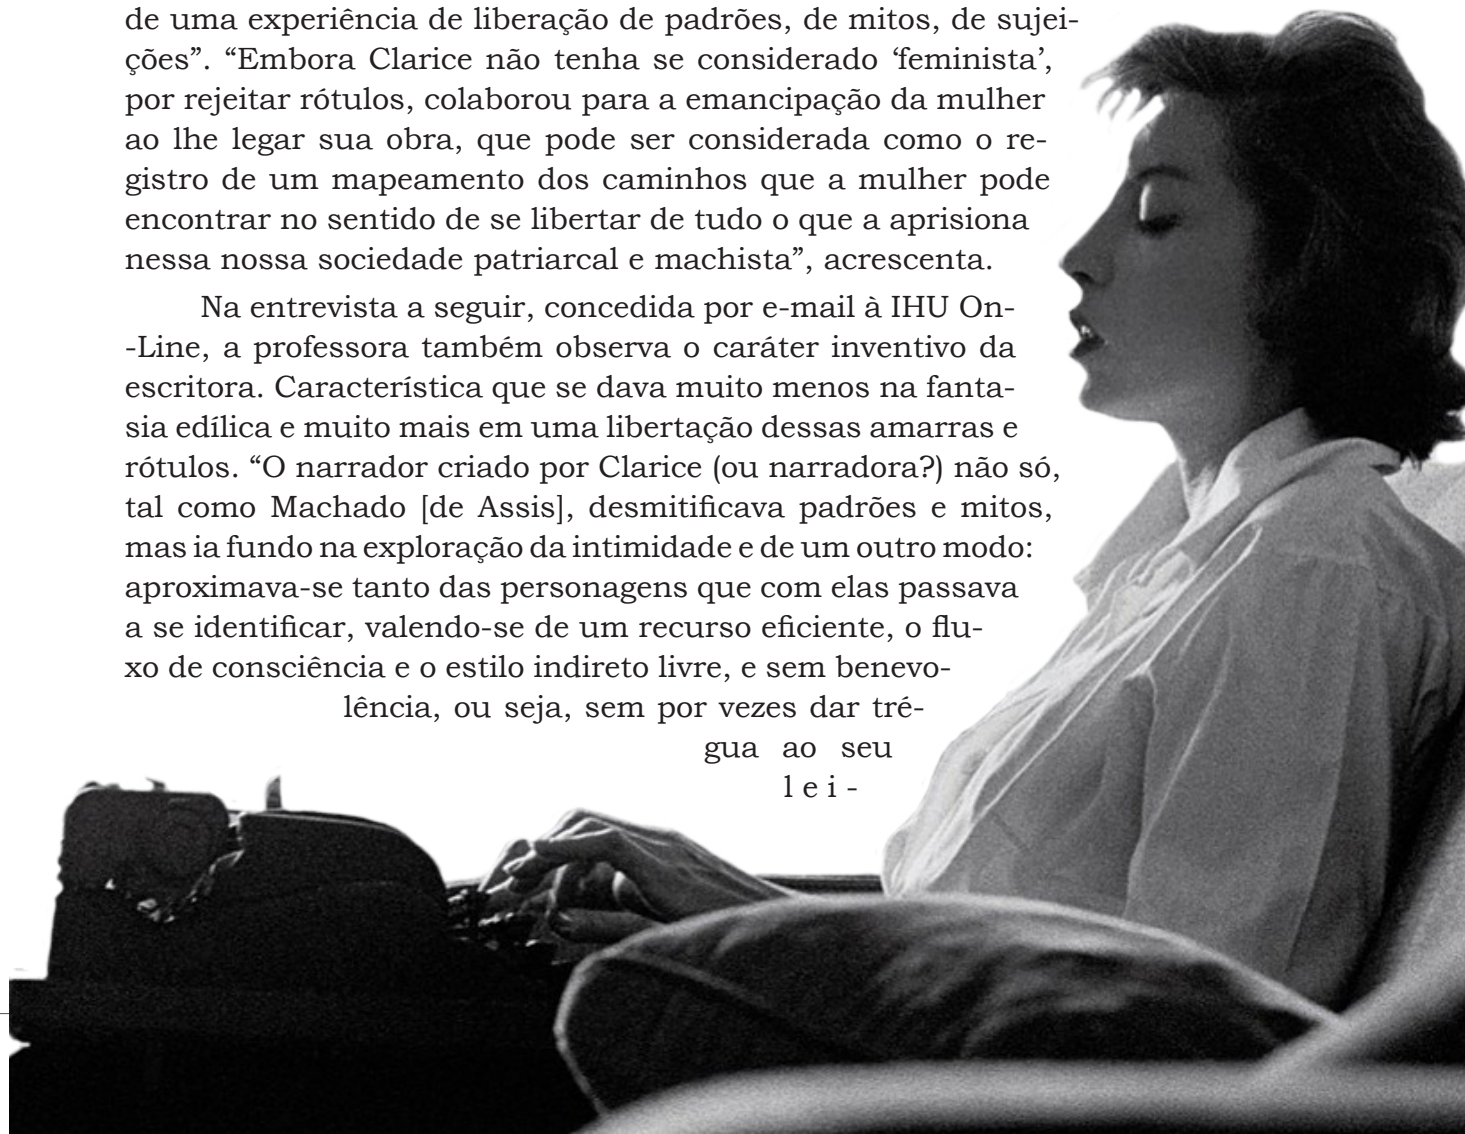 de uma experiência de liberação de padrões, de mitos, de sujei-
ções”. “Embora Clarice não tenha se considerado ‘feminista’,
por rejeitar rótulos, colaborou para a emancipação da mulher
ao lhe legar sua obra, que pode ser considerada como o re-
gistro de um mapeamento dos caminhos que a mulher pode
encontrar no sentido de se libertar de tudo o que a aprisiona
nessa nossa sociedade patriarcal e machista”, acrescenta.
Na entrevista a seguir, concedida por e-mail à IHU On-
-Line, a professora também observa o caráter inventivo da
escritora. Característica que se dava muito menos na fanta-
sia edílica e muito mais em uma libertação dessas amarras e
rótulos. “O narrador criado por Clarice (ou narradora?) não só,
tal como Machado [de Assis], desmitificava padrões e mitos,
mas ia fundo na exploração da intimidade e de um outro modo:
aproximava-se tanto das personagens que com elas passava
a se identificar, valendo-se de um recurso eficiente, o flu-
xo de consciência e o estilo indireto livre, e sem benevo-
lência, ou seja, sem por vezes dar tré-
gua ao seu
lei-